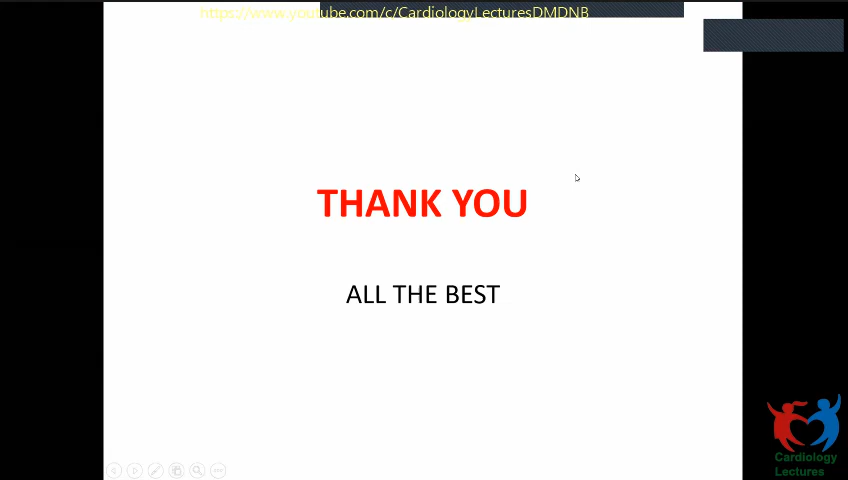 https://www.youtube.com/c/CardiologyLecturesDMDNB
THANK YOU
ALL THE BEST
Cardiology
Lectures